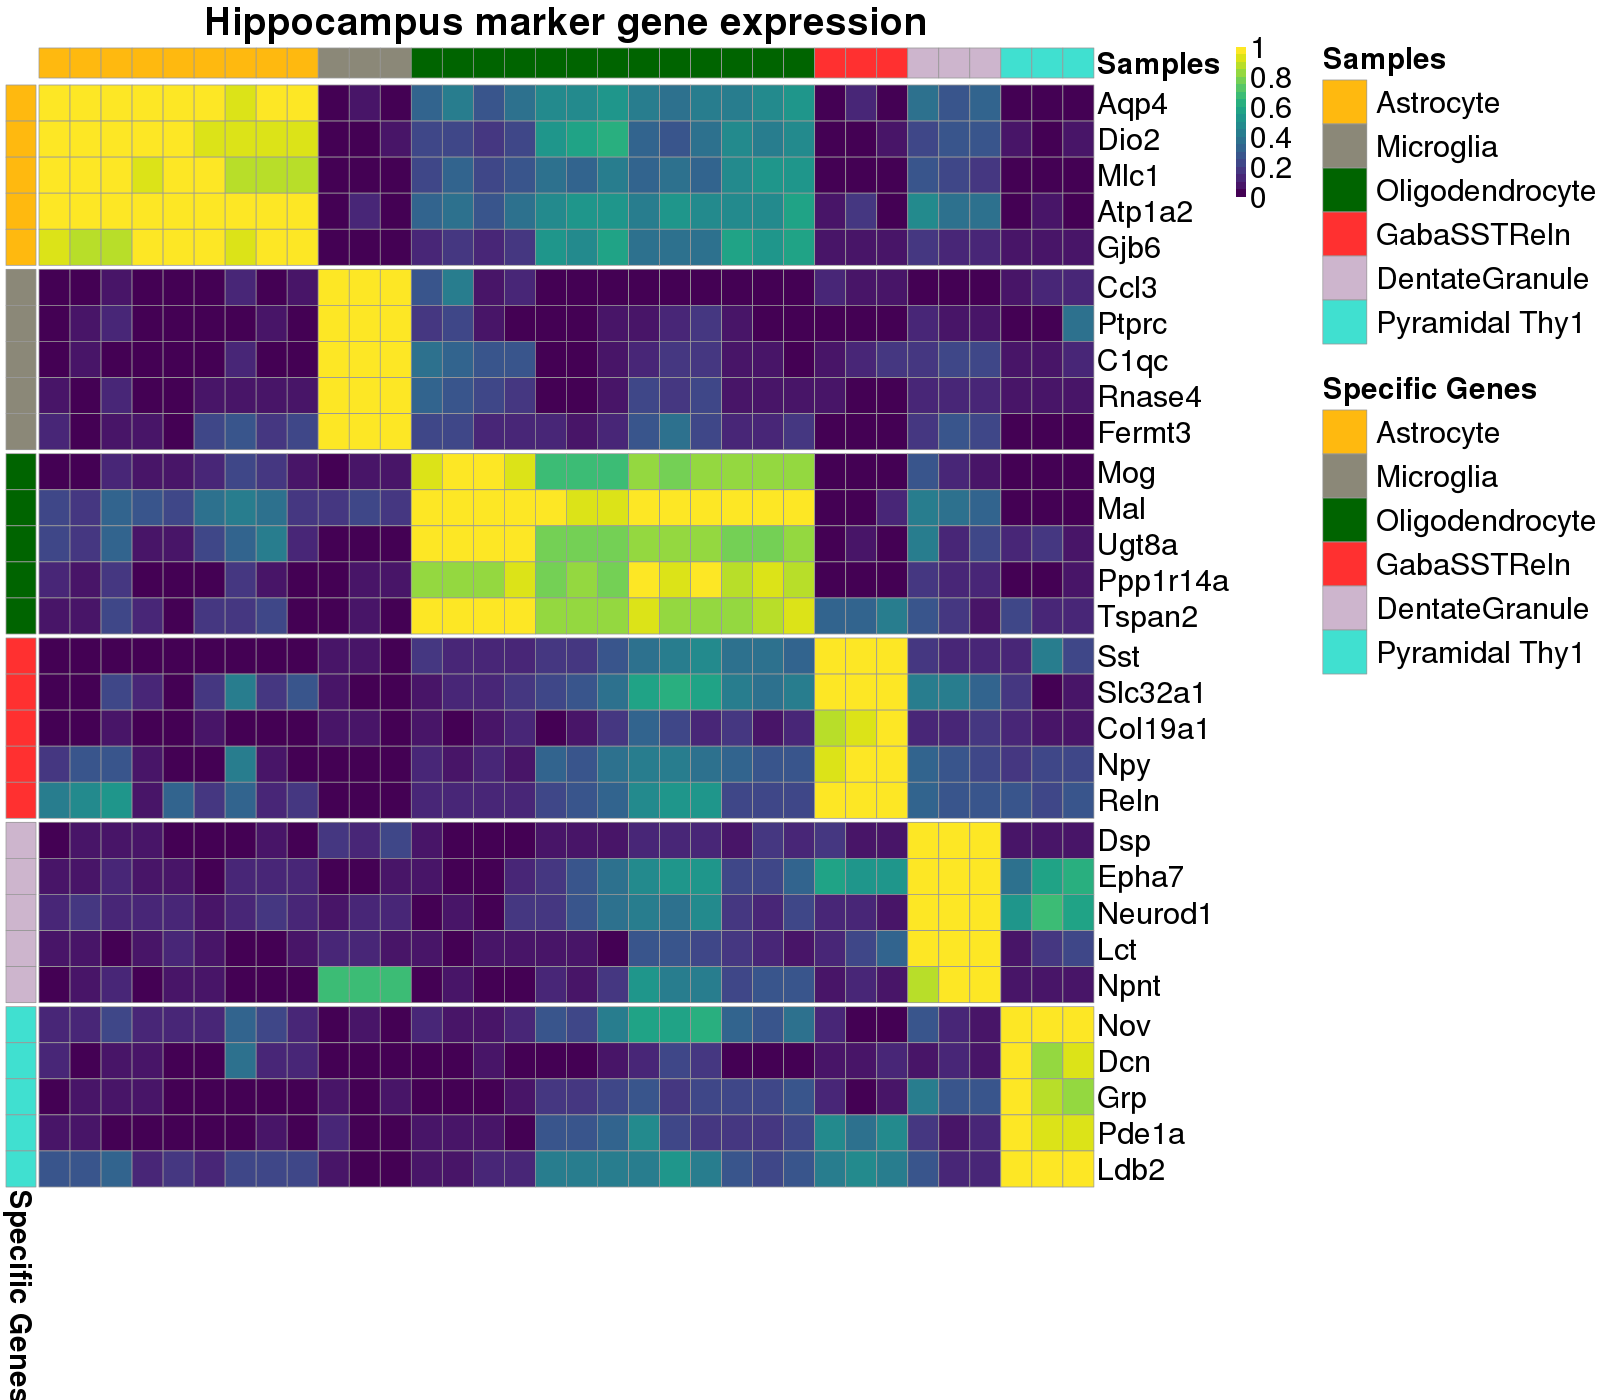 Hippocampus marker gene expression
Samples
1
0.8
0.6
0.4
0.2
0
Aqp4
Dio2
Mlc1
Atp1a2
Gjb6
Ccl3
Ptprc
C1qc
Rnase4
Fermt3
Mog
Mal
Ugt8a
Ppp1r14a
Tspan2
Sst
Slc32a1
Col19a1
Npy
Reln
Dsp
Epha7
Neurod1
Lct
Npnt
Nov
Dcn
Grp
Pde1a
Ldb2
Specific Genes
Samples
Astrocyte
Microglia
Oligodendrocyte
GabaSSTReln
DentateGranule
Pyramidal Thy1
Specific Genes
Astrocyte
Microglia
Oligodendrocyte
GabaSSTReln
DentateGranule
Pyramidal Thy1